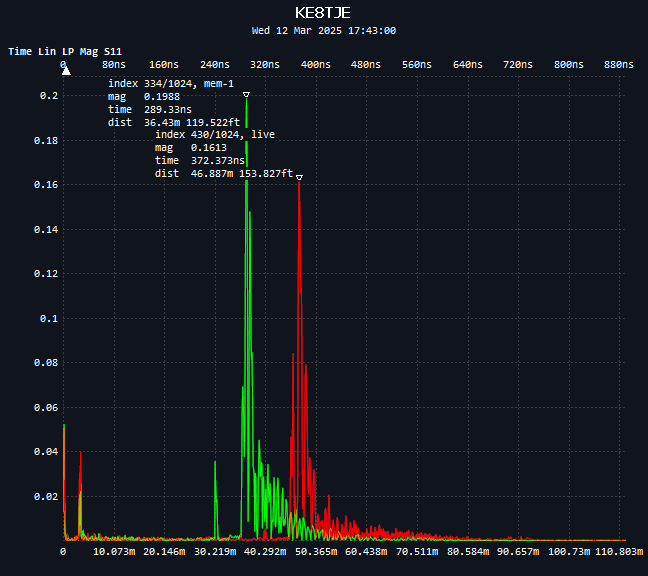 KE8TJE
Wed 12 Mar 2025 17:43:00
Time Lin LP Mag S11
0 80ns 160ns 240ns 320ns 400ns 480ns 560ns 640ns 720ns 800ns 880ns
index 334/1024, mem-1
mag 0.1988
time 289.33ns
dist 36.43m 119.522ft
index 430/1024, live
mag 0.1613
time 372.373ns
dist 46.887m 153.827ft
0.2
0.18
0.16
0.14
0.12
0.1
0.08
0.06
0.04
0.02
0 10.073m 20.146m 30.219m 40.292m 50.365m 60.438m 70.511m 80.584m 90.657m 100.73m 110.803m